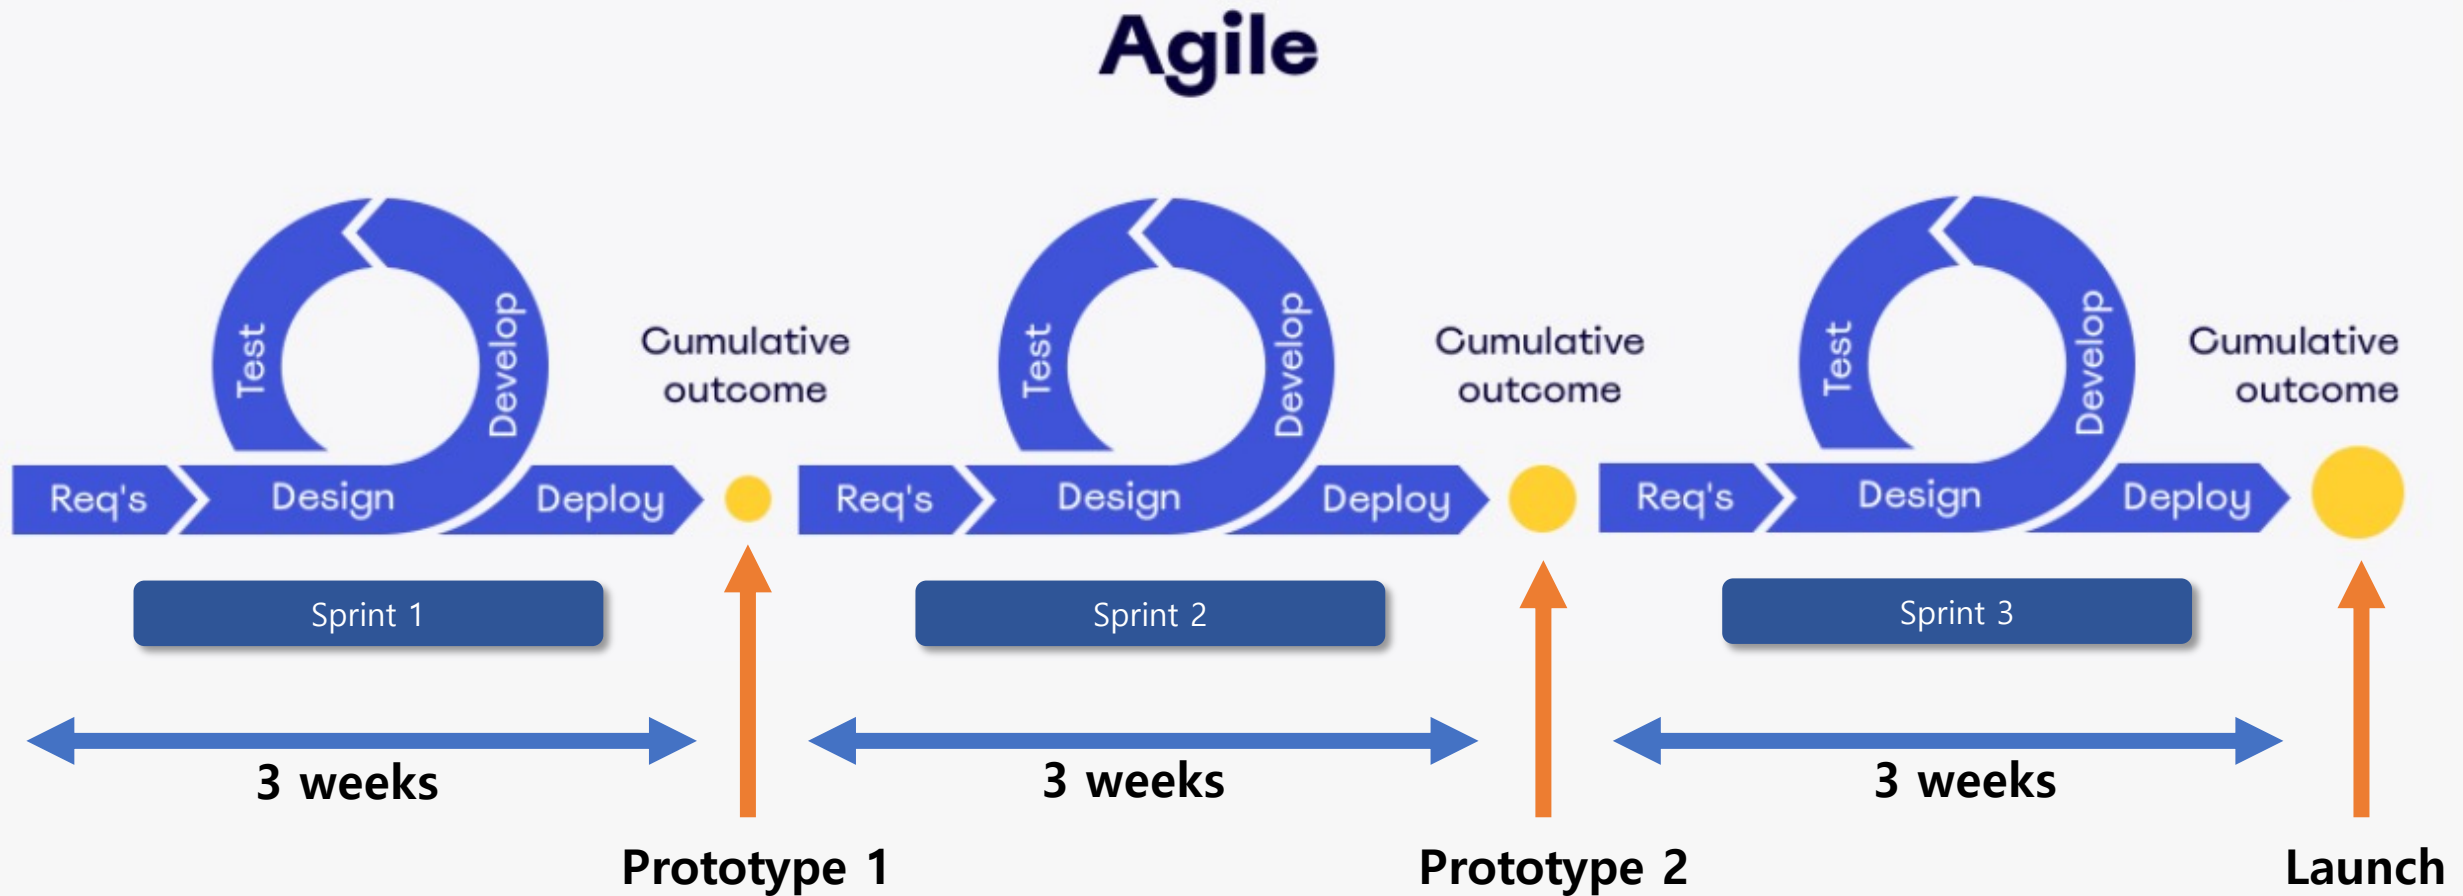 Agile
Test
Develop
Cumulative
outcome
Req's
Design
Deploy
Test
Develop
Cumulative
outcome
Req's
Design
Deploy
Test
Develop
Cumulative
outcome
Req's
Design
Deploy
Sprint 1
Sprint 2
Sprint 3
3 weeks
3 weeks
3 weeks
Prototype 1
Prototype 2
Launch